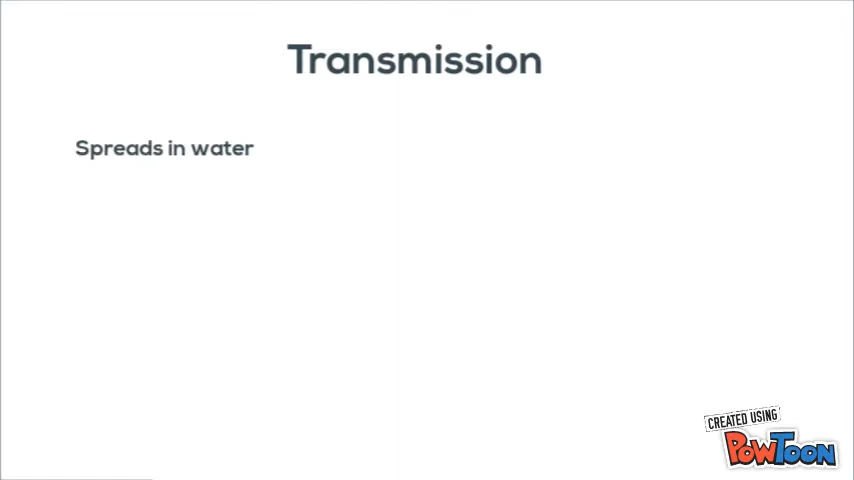 Transmission
Spreads in water
CREATED USING
POWTOON